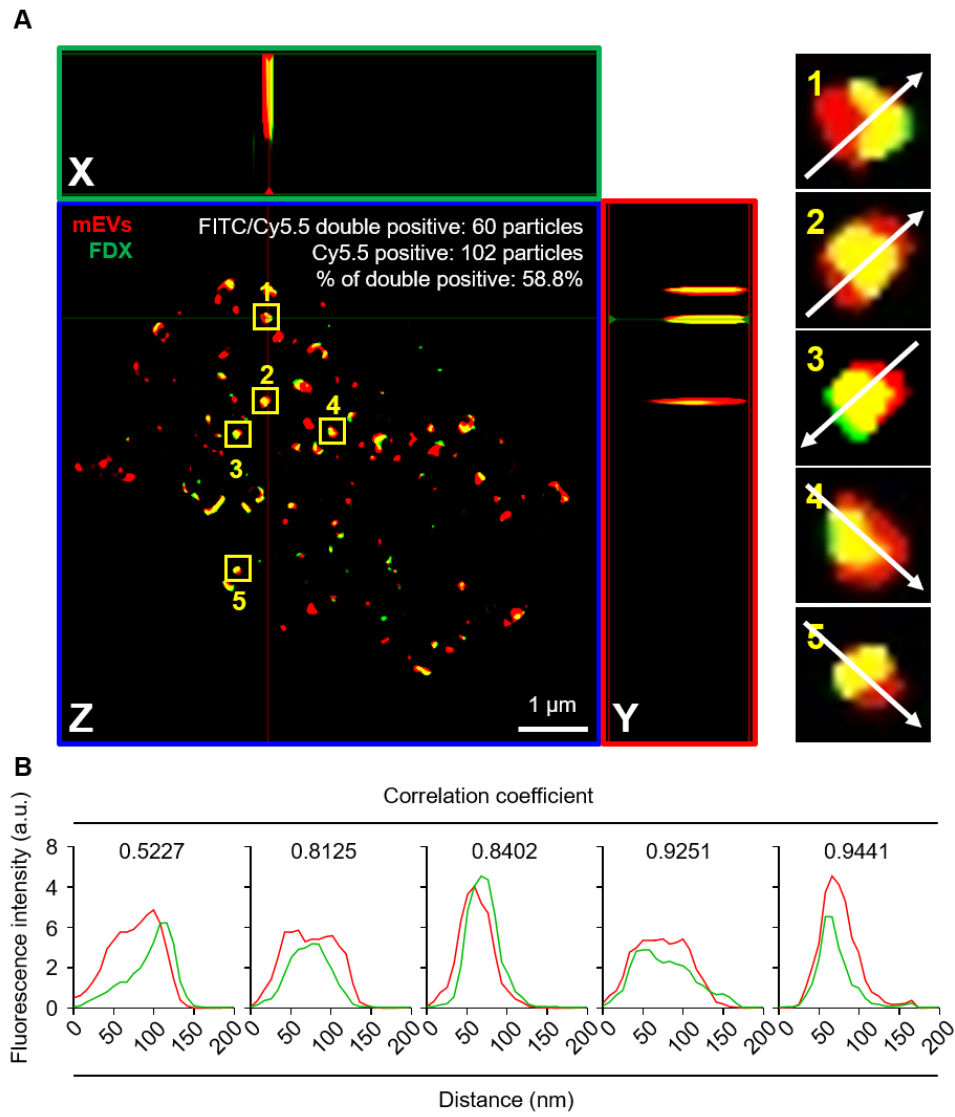 A
X
mEVs
FDX
FITC/Cy5.5 double positive: 60 particles
Cy5.5 positive: 102 particles
% of double positive: 58.8%
1
2
3
4
5
Z
1 µm
Y
1
2
3
4
5
B
Correlation coefficient
Fluorescence intensity (a.u.)
8
4
6
2
0
0.5227
0.8125
0.8402
0.9251
0.9441
0 50 100 150 200
0 50 100 150 200
0 50 100 150 200
0 50 100 150 200
0 50 100 150 200
Distance (nm)